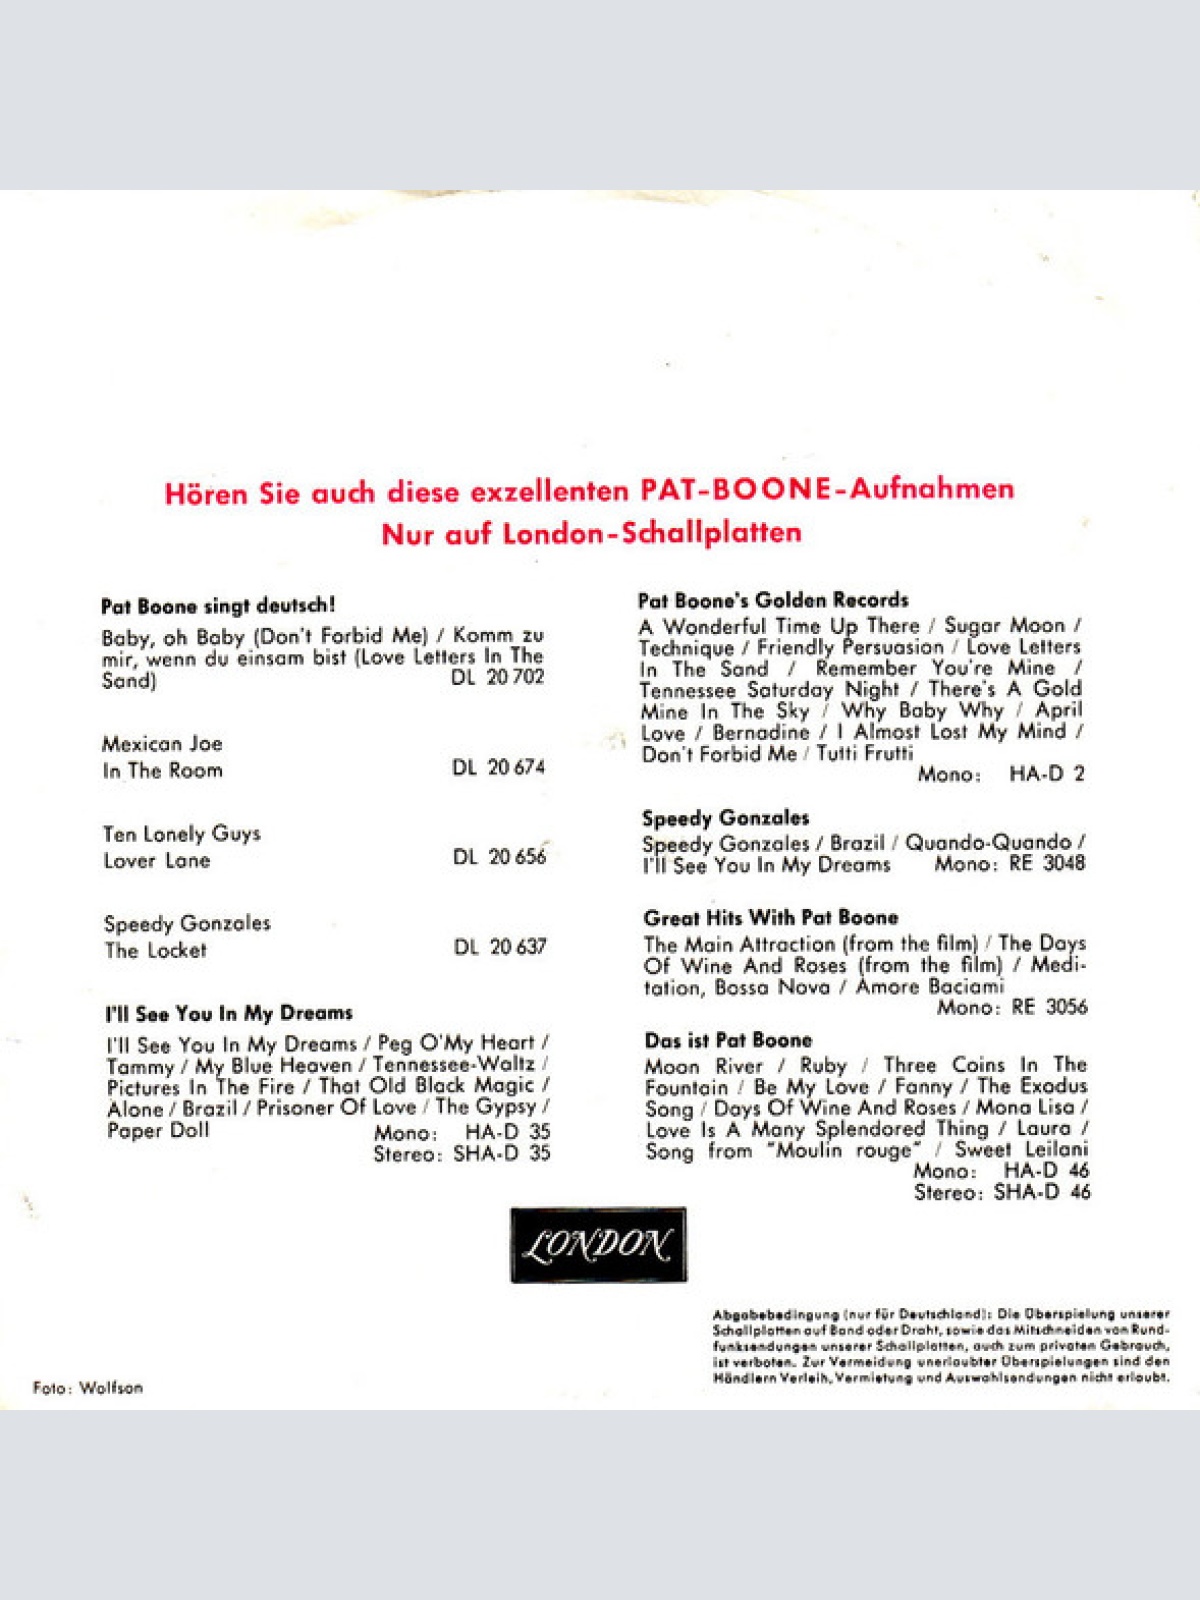 Hören Sie auch diese exzellenten PAT-BOONE-Aufnahmen
Nur auf London-Schallplatten
Pat Boone singt deutsch!
Baby, oh Baby (Don't Forbid Me) / Komm zu
mir, wenn du einsam bist (Love Letters In The
Sand) DL 20 702
Mexican Joe
In The Room DL 20 674
Ten Lonely Guys
Lover Lane DL 20 656
Speedy Gonzales
The Locket DL 20 637
I'll See You In My Dreams
I'll See You In My Dreams / Peg O'My Heart /
Tammy / My Blue Heaven / Tennessee-Waltz /
Pictures In The Fire / That Old Black Magic /
Alone / Brazil / Prisoner Of Love / The Gypsy /
Paper Doll Mono: HA-D 35
Stereo: SHA-D 35
Pat Boone's Golden Records
A Wonderful Time Up There / Sugar Moon /
Technique / Friendly Persuasion / Love Letters
In The Sand / Remember You're Mine /
Tennessee Saturday Night / There's A Gold
Mine In The Sky / Why Baby Why / April
Love / Bernadine / I Almost Lost My Mind /
Don't Forbid Me / Tutti Frutti
Mono: HA-D 2
Speedy Gonzales
Speedy Gonzales / Brazil / Quando-Quando /
I'll See You In My Dreams Mono: RE 3048
Great Hits With Pat Boone
The Main Attraction (from the film) / The Days
Of Wine And Roses (from the film) / Medi-
tation, Bossa Nova / Amore Baciami
Mono: RE 3056
Das ist Pat Boone
Moon River / Ruby / Three Coins In The
Fountain / Be My Love / Fanny / The Exodus
Song / Days Of Wine And Roses / Mona Lisa /
Love Is A Many Splendored Thing / Laura /
Song from "Moulin rouge" / Sweet Leilani
Mono: HA-D 46
Stereo: SHA-D 46
LONDON
Abgabebedingung (nur für Deutschland): Die Überspielung unserer
Schallplatten auf Band oder Draht, sowie das Mitschneiden von Rund-
funksendungen unserer Schallplatten, auch zum privaten Gebrauch,
ist verboten. Zur Vermeidung unerlaubter Überspielungen sind den
Händlern Verleih, Vermietung und Auswahlsendungen nicht erlaubt.
Foto: Wolfson